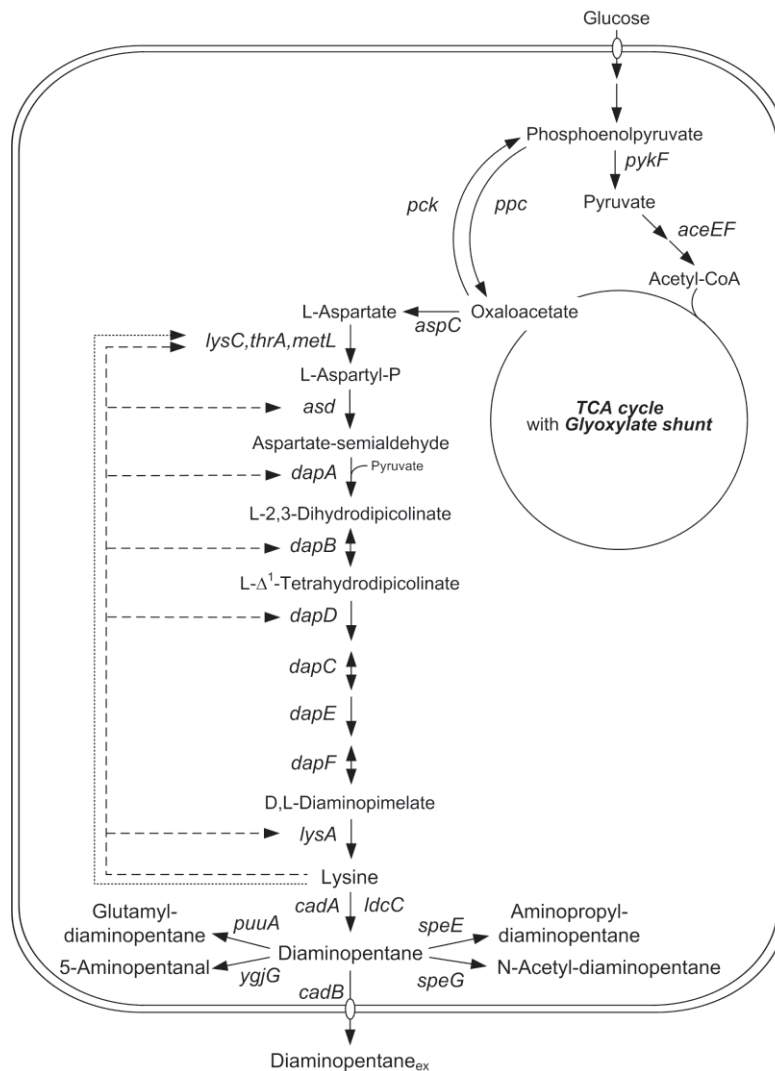 Glucose
Phosphoenolpyruvate
pykF
pck
ppc
Pyruvate
aceEF
Acetyl-CoA
L-Aspartate
aspC
Oxaloacetate
lysC,thrA,metL
L-Aspartyl-P
asd
TCA cycle
with Glyoxylate shunt
Aspartate-semialdehyde
dapA
Pyruvate
L-2,3-Dihydrodipicolinate
dapB
L-Δ¹-Tetrahydrodipicolinate
dapD
dapC
dapE
dapF
D,L-Diaminopimelate
lysA
Lysine
cadA
ldcC
Glutamyl-
diaminopentane
puuA
speE
Aminopropyl-
diaminopentane
Diaminopentane
5-Aminopentanal
ygjG
speG
N-Acetyl-diaminopentane
cadB
Diaminopentaneex